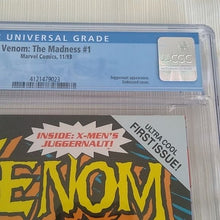 UNIVERSAL GRADE
Venom: The Madness #1
Marvel Comics, 11/93
Juggernaut appearance.
Embossed cover.
4121479023
CGC
INSIDE: X-MEN'S
JUGGERNAUT!
ULTRA COOL
FIRST ISSUE!
VENOM